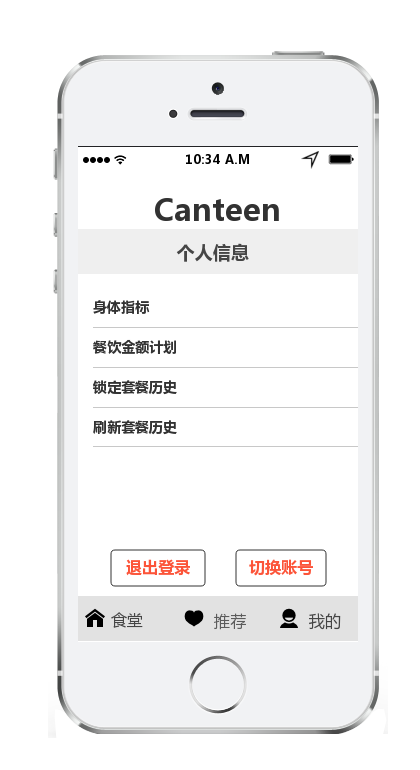 10:34 A.M
Canteen
个人信息
身体指标
餐饮金额计划
锁定套餐历史
刷新套餐历史
退出登录 切换账号
食堂 推荐 我的